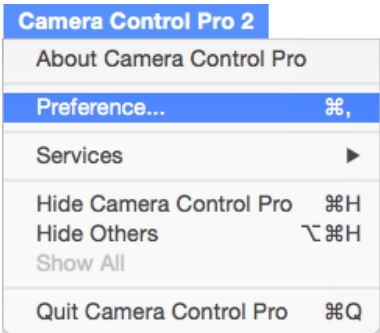 Camera Control Pro 2
About Camera Control Pro
Preference... ⌘,
Services ▶
Hide Camera Control Pro ⌘H
Hide Others ⌥⌘H
Show All
Quit Camera Control Pro ⌘Q